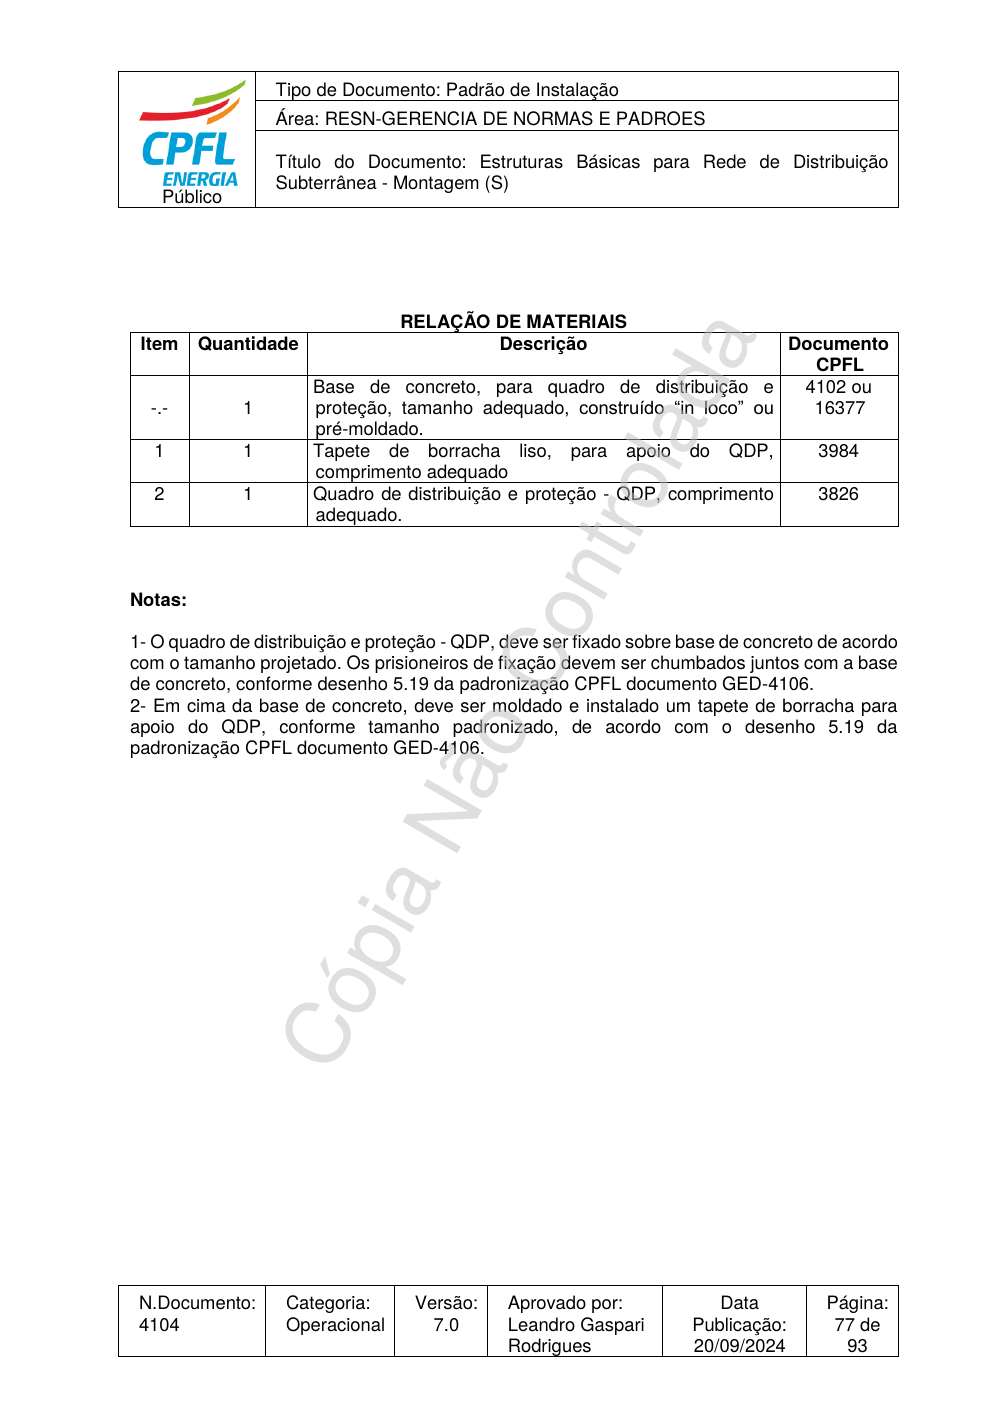 CPFL
ENERGIA
Público
Tipo de Documento: Padrão de Instalação
Área: RESN-GERENCIA DE NORMAS E PADROES
Título do Documento: Estruturas Básicas para Rede de Distribuição
Subterrânea - Montagem (S)
RELAÇÃO DE MATERIAIS
Item Quantidade Descrição Documento
CPFL
-.- 1 Base de concreto, para quadro de distribuição e
proteção, tamanho adequado, construído “in loco” ou
pré-moldado.
4102 ou
16377
1 1 Tapete de borracha liso, para apoio do QDP,
comprimento adequado
3984
2 1 Quadro de distribuição e proteção - QDP, comprimento
adequado.
3826
Notas:
1- O quadro de distribuição e proteção - QDP, deve ser fixado sobre base de concreto de acordo
com o tamanho projetado. Os prisioneiros de fixação devem ser chumbados juntos com a base
de concreto, conforme desenho 5.19 da padronização CPFL documento GED-4106.
2- Em cima da base de concreto, deve ser moldado e instalado um tapete de borracha para
apoio do QDP, conforme tamanho padronizado, de acordo com o desenho 5.19 da
padronização CPFL documento GED-4106.
Cópia Não Controlada
N.Documento:
4104
Categoria:
Operacional
Versão:
7.0
Aprovado por:
Leandro Gaspari
Rodrigues
Data
Publicação:
20/09/2024
Página:
77 de
93